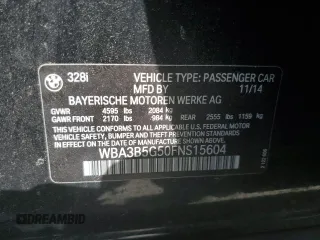 328i
VEHICLE TYPE: PASSENGER CAR
MFD BY 11/14
BAYERISCHE MOTOREN WERKE AG
GVWR 4595 lbs 2084 kg
GAWR FRONT 2170 lbs 984 kg REAR 2555 lbs 1159 kg
THIS VEHICLE CONFORMS TO ALL APPLICABLE U.S. FEDERAL MOTOR
VEHICLE SAFETY, BUMPER, AND THEFT PREVENTION STANDARDS
IN EFFECT ON THE DATE OF MANUFACTURE SHOWN ABOVE.
WBA3B5G50FNS15604
DREAMBID